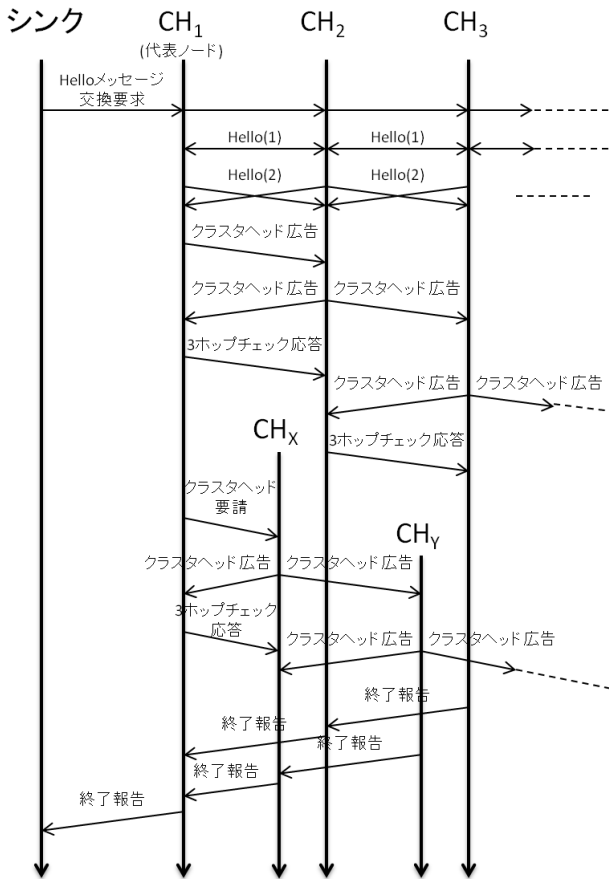 シンク CH1 CH2 CH3
(代表ノード)
Helloメッセージ
交換要求
Hello(1) Hello(1)
Hello(2) Hello(2)
クラスタヘッド広告
クラスタヘッド広告 クラスタヘッド広告
3ホップチェック応答
クラスタヘッド広告 クラスタヘッド広告
CHX
3ホップチェック応答
クラスタヘッド
要請
CHY
クラスタヘッド広告 クラスタヘッド広告
3ホップチェック
応答
クラスタヘッド広告 クラスタヘッド広告
終了報告
終了報告
終了報告
終了報告
終了報告